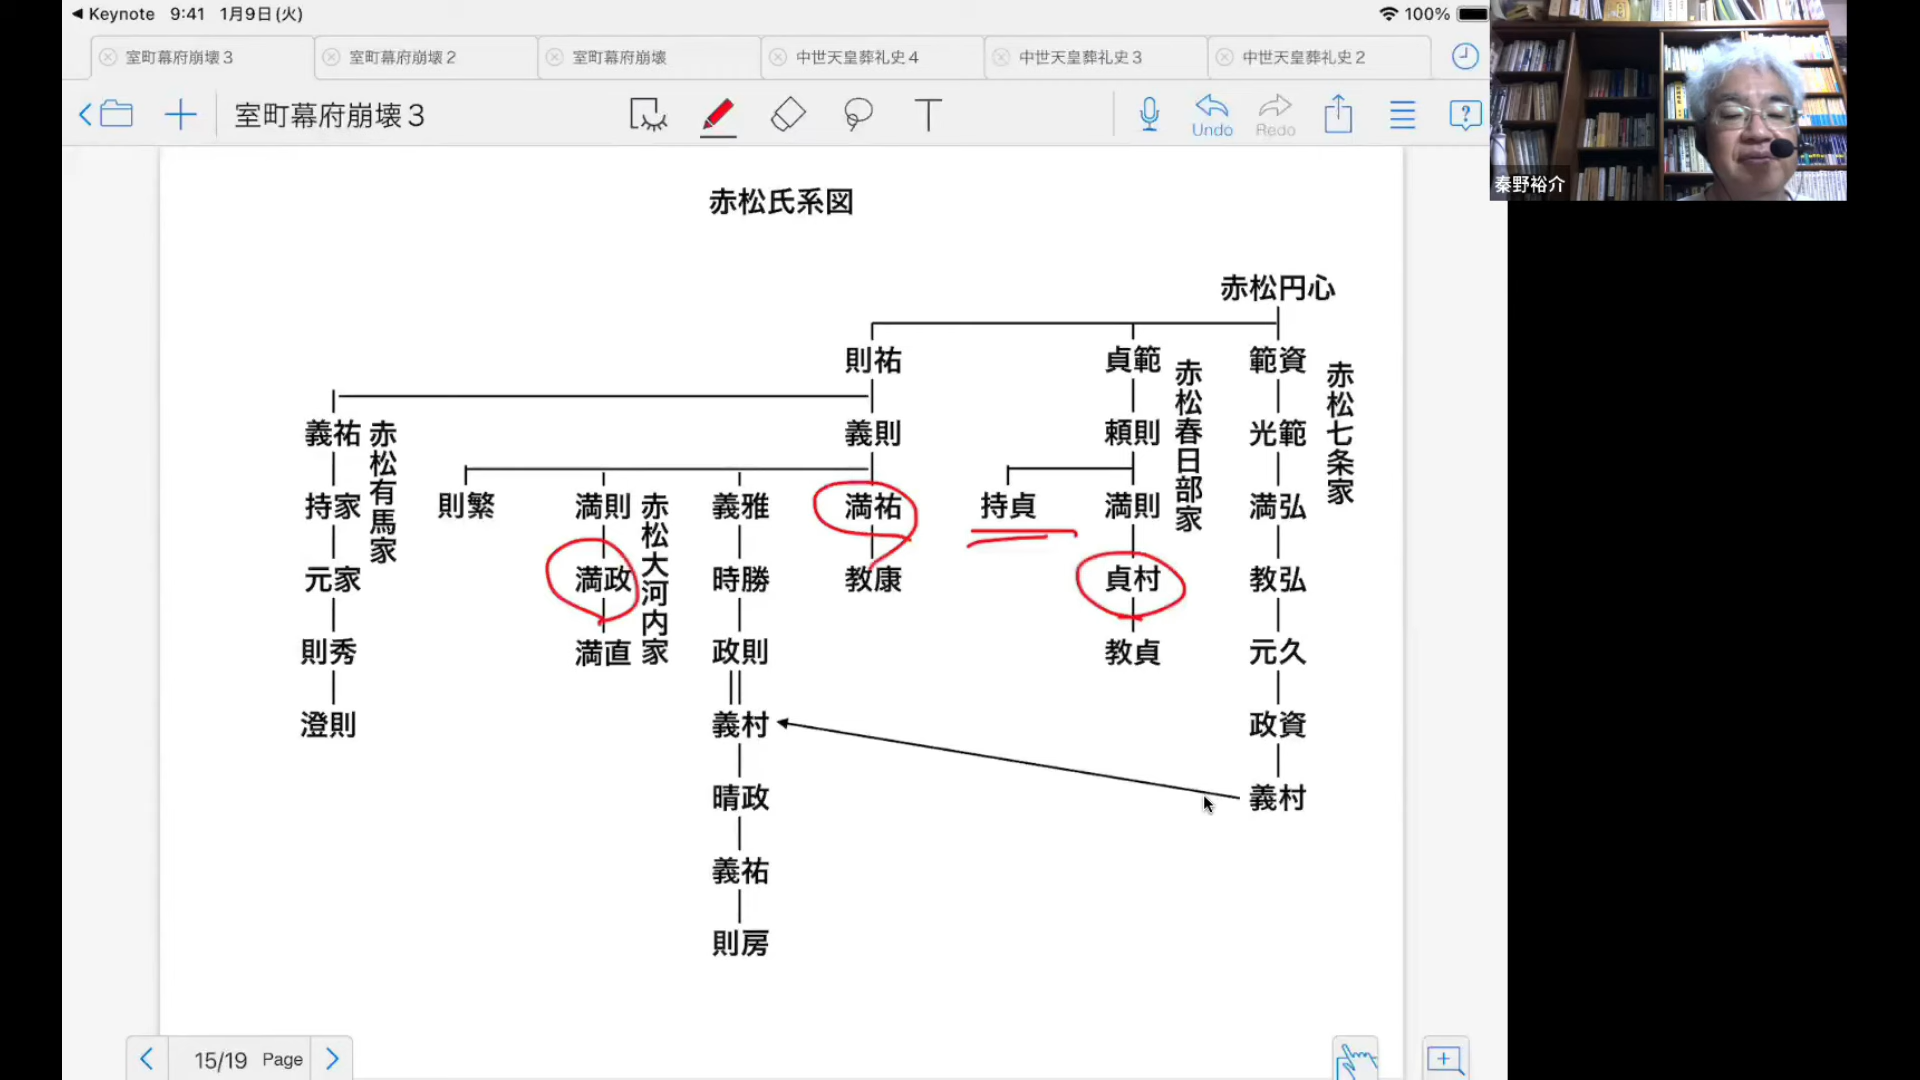 Keynote 9:41 1月9日(火) 100%
室町幕府崩壊３ 室町幕府崩壊２ 室町幕府崩壊 中世天皇葬礼史４ 中世天皇葬礼史３ 中世天皇葬礼史２
室町幕府崩壊３ T Undo Redo ?
秦野裕介
赤松氏系図
赤松円心
則祐 貞範 範資
赤松春日部家
赤松七条家
義祐 義則 頼則 光範
赤松有馬家
持家 則繁 満則 義雅 満祐 持貞 満則 満弘
赤松大河内家
元家 満政 時勝 教康 貞村 教弘
則秀 満直 政則 教貞 元久
澄則 義村 政資
晴政 義村
義祐
則房
15/19 Page